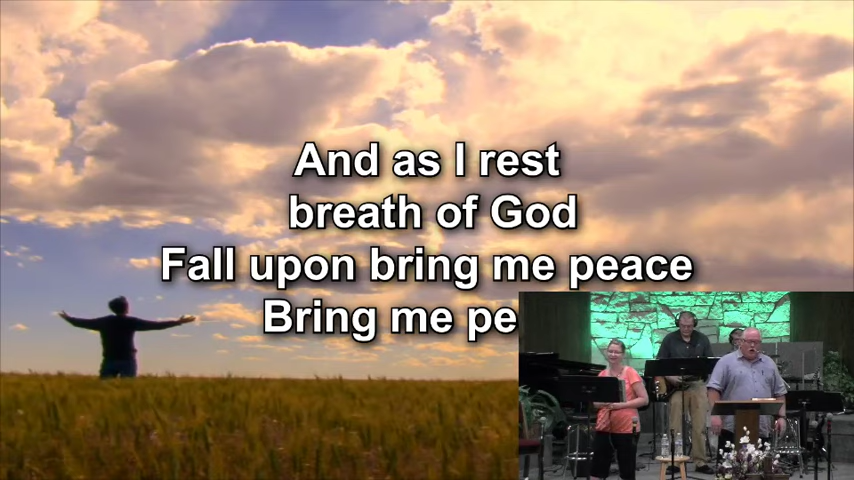 And as I rest
breath of God
Fall upon bring me peace
Bring me pe